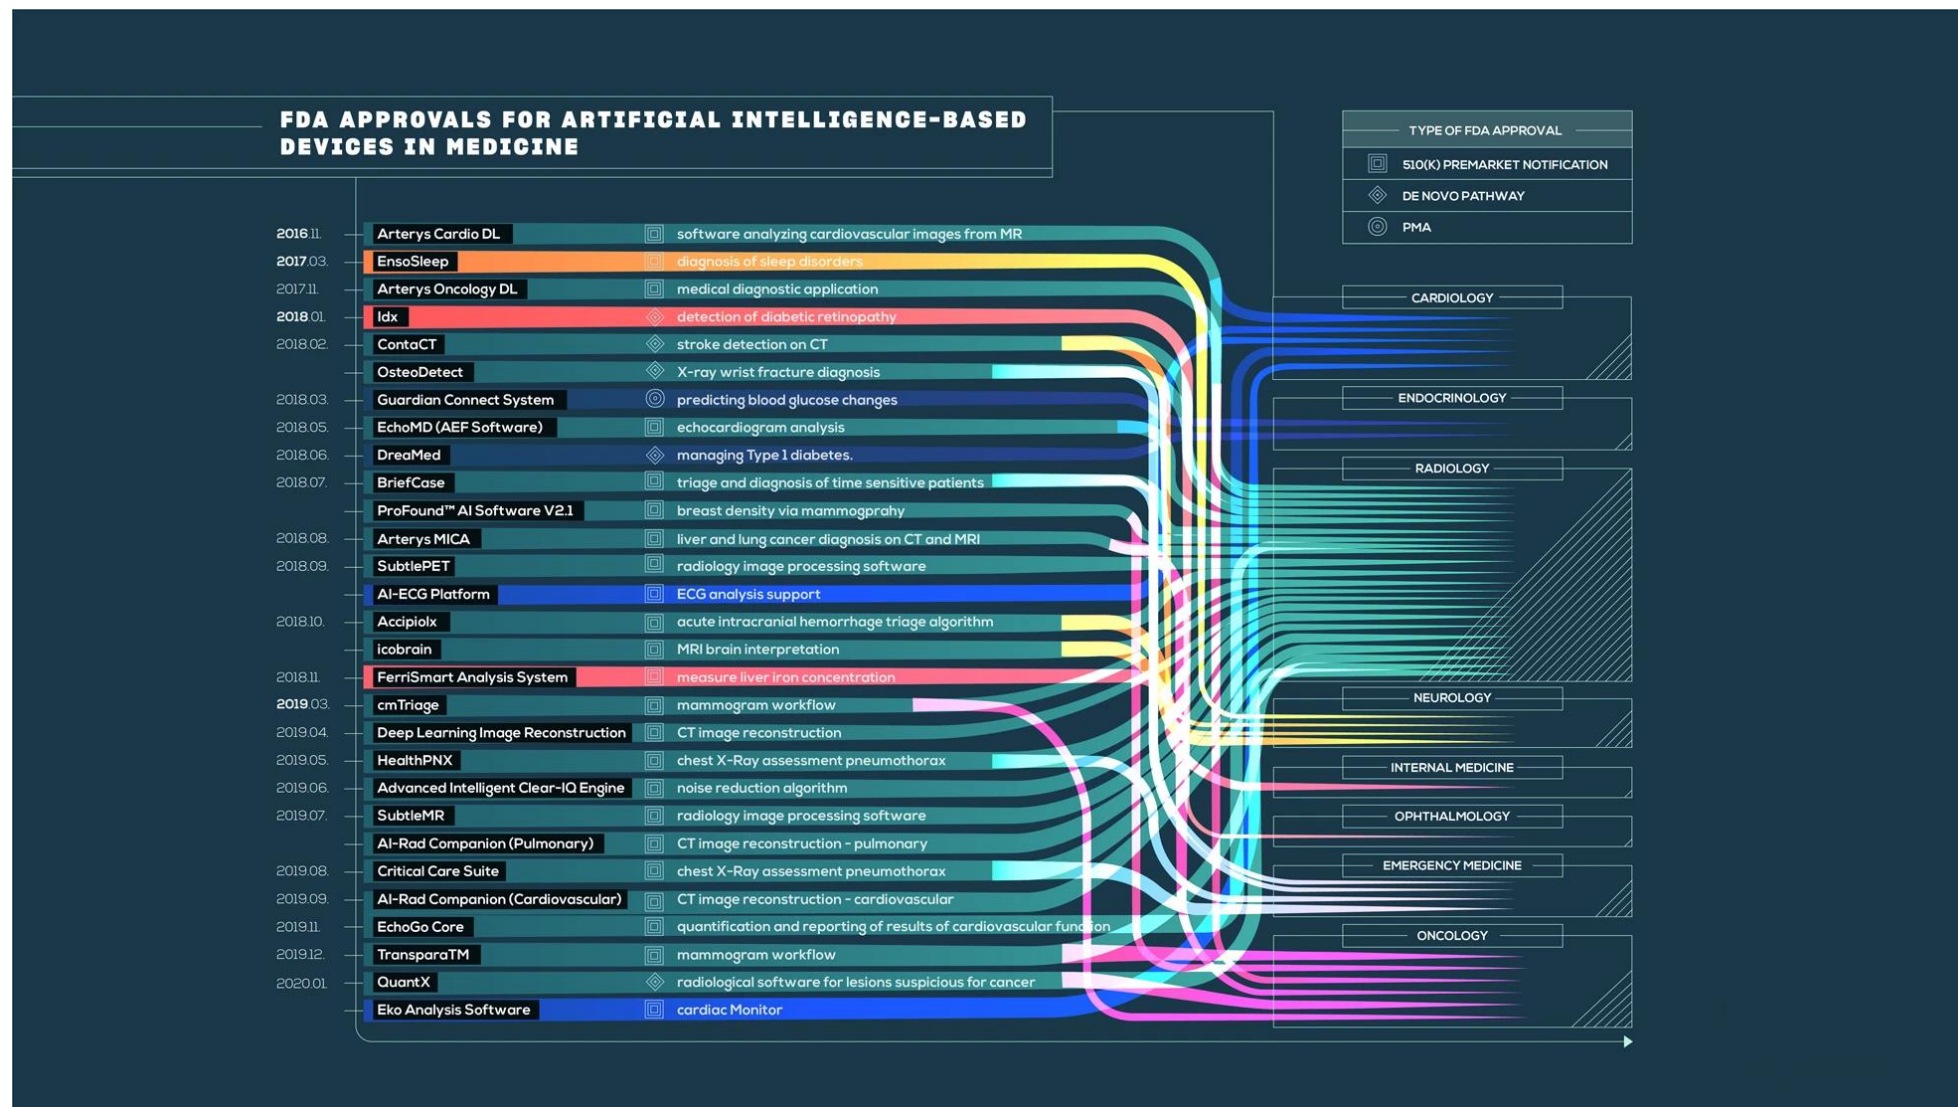 FDA APPROVALS FOR ARTIFICIAL INTELLIGENCE-BASED
DEVICES IN MEDICINE
TYPE OF FDA APPROVAL
510(K) PREMARKET NOTIFICATION
DE NOVO PATHWAY
PMA
2016.11. Arterys Cardio DL software analyzing cardiovascular images from MR
2017.03. EnsoSleep diagnosis of sleep disorders
2017.11. Arterys Oncology DL medical diagnostic application
2018.01. Idx detection of diabetic retinopathy
2018.02. ContaCT stroke detection on CT
OsteoDetect X-ray wrist fracture diagnosis
2018.03. Guardian Connect System predicting blood glucose changes
2018.05. EchoMD (AEF Software) echocardiogram analysis
2018.06. DreaMed managing Type 1 diabetes.
2018.07. BriefCase triage and diagnosis of time sensitive patients
ProFound™ AI Software V2.1 breast density via mammogprahy
2018.08. Arterys MICA liver and lung cancer diagnosis on CT and MRI
2018.09. SubtlePET radiology image processing software
AI-ECG Platform ECG analysis support
2018.10. Accipiolx acute intracranial hemorrhage triage algorithm
icobrain MRI brain interpretation
2018.11. FerriSmart Analysis System measure liver iron concentration
2019.03. cmTriage mammogram workflow
2019.04. Deep Learning Image Reconstruction CT image reconstruction
2019.05. HealthPNX chest X-Ray assessment pneumothorax
2019.06. Advanced Intelligent Clear-IQ Engine noise reduction algorithm
2019.07. SubtleMR radiology image processing software
AI-Rad Companion (Pulmonary) CT image reconstruction - pulmonary
2019.08. Critical Care Suite chest X-Ray assessment pneumothorax
2019.09. AI-Rad Companion (Cardiovascular) CT image reconstruction - cardiovascular
2019.11. EchoGo Core quantification and reporting of results of cardiovascular function
2019.12. TransparaTM mammogram workflow
2020.01. QuantX radiological software for lesions suspicious for cancer
Eko Analysis Software cardiac Monitor
CARDIOLOGY
ENDOCRINOLOGY
RADIOLOGY
NEUROLOGY
INTERNAL MEDICINE
OPHTHALMOLOGY
EMERGENCY MEDICINE
ONCOLOGY